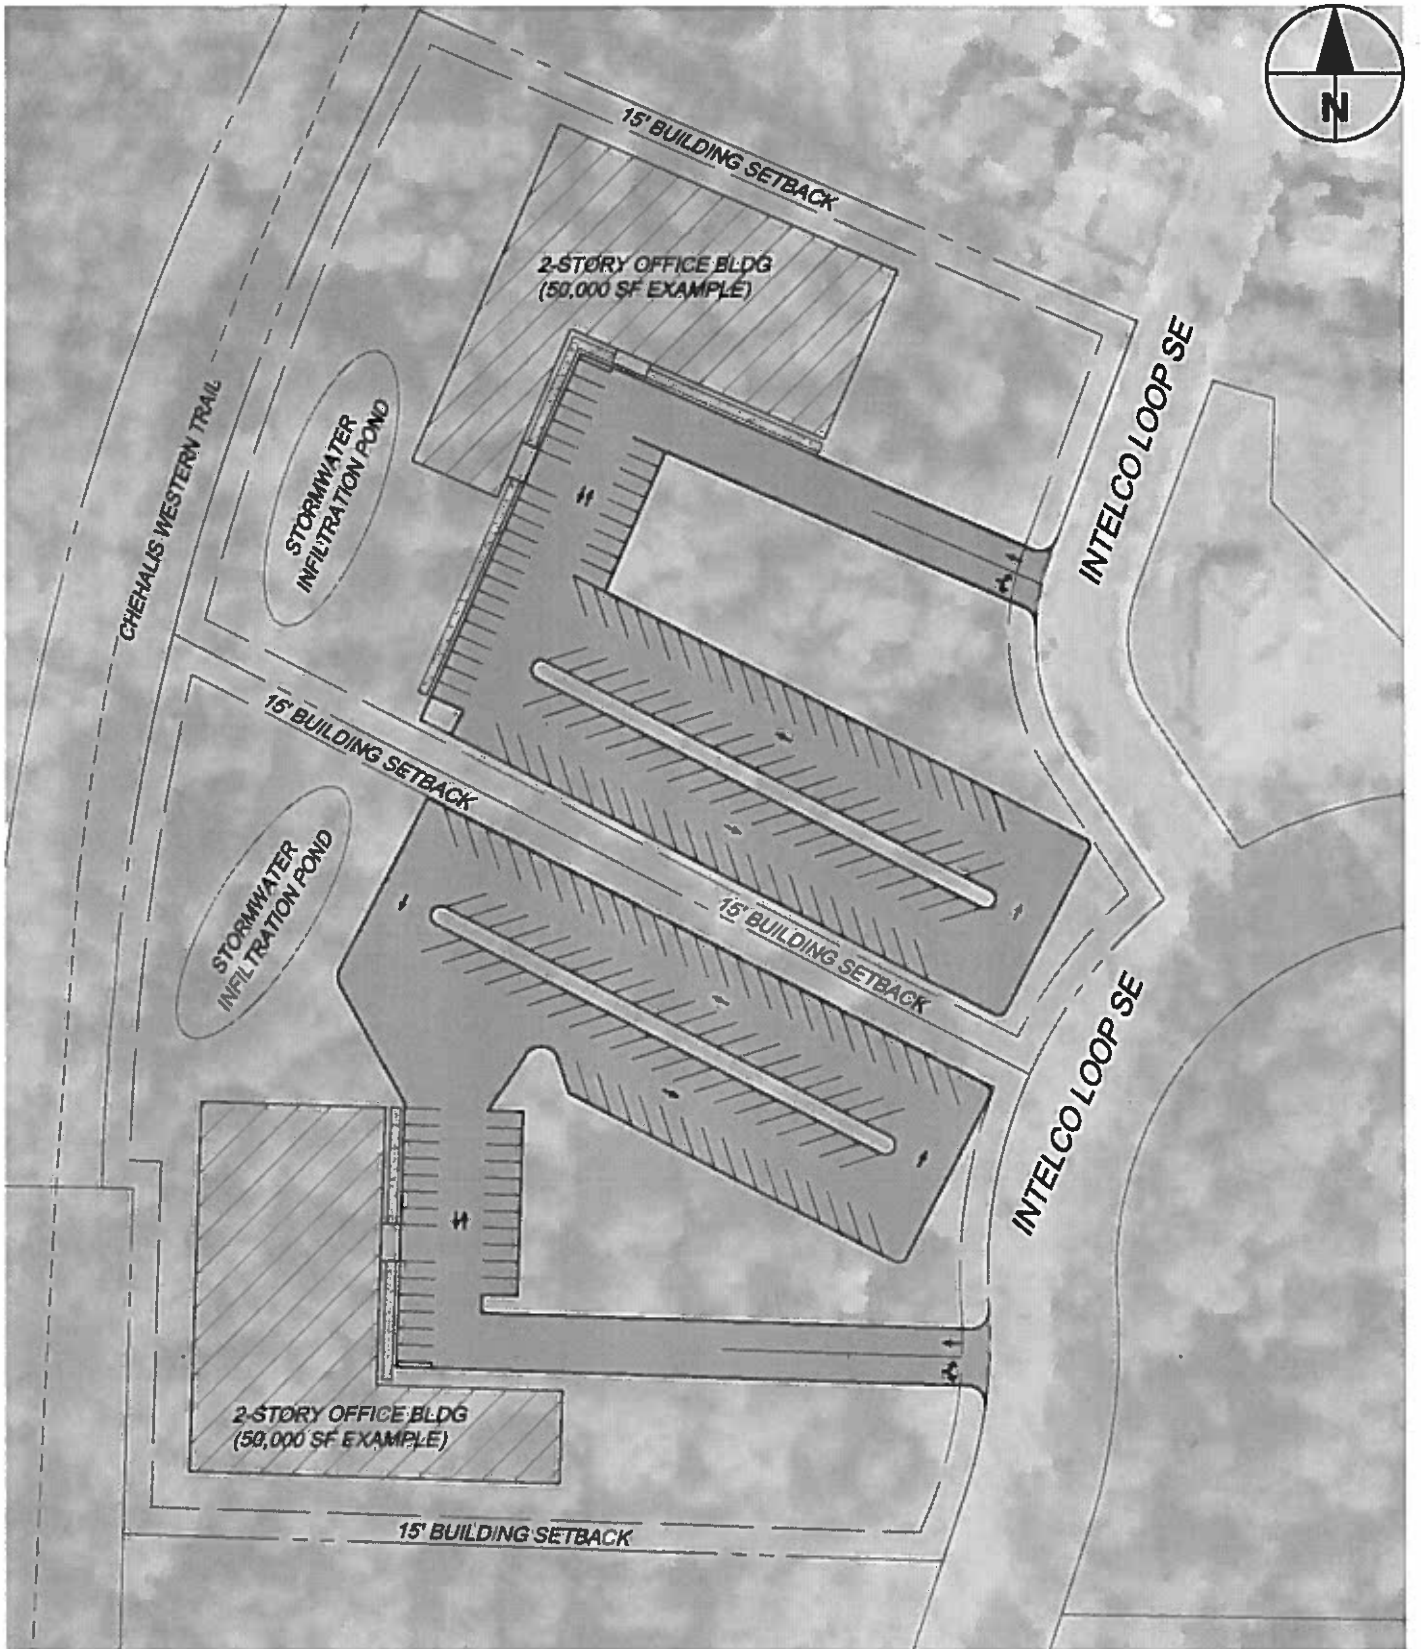 N
15' BUILDING SETBACK
2-STORY OFFICE BLDG
(50,000 SF EXAMPLE)
INTELCO LOOP SE
CHEHALIS WESTERN TRAIL
STORMWATER
INFILTRATION POND
15' BUILDING SETBACK
STORMWATER
INFILTRATION POND
15' BUILDING SETBACK
INTELCO LOOP SE
2-STORY OFFICE BLDG
(50,000 SF EXAMPLE)
15' BUILDING SETBACK